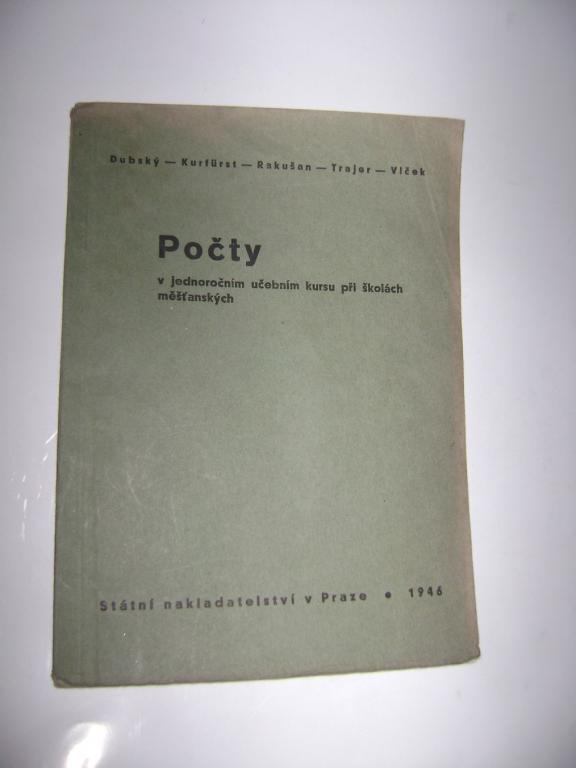 Dubský — Kurfürst — Rakušan — Trajer — Vlček
Počty
v jednoročním učebním kursu při školách
měšťanských
Státní nakladatelství v Praze • 1946